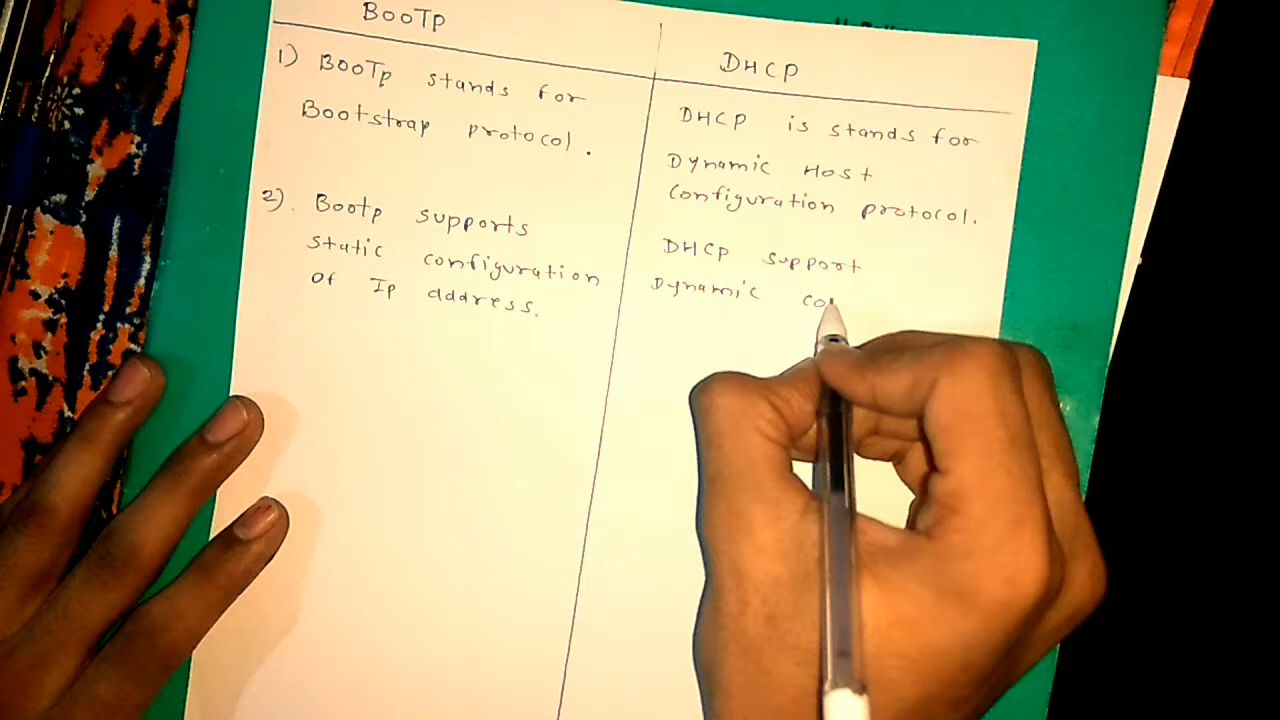 BooTp
1) BooTp stands for
Bootstrap protocol.
2). Bootp supports
static configuration
Of Ip address.
DHCP
DHCP is stands for
Dynamic Host
Configuration protocol.
DHCP support
Dynamic co